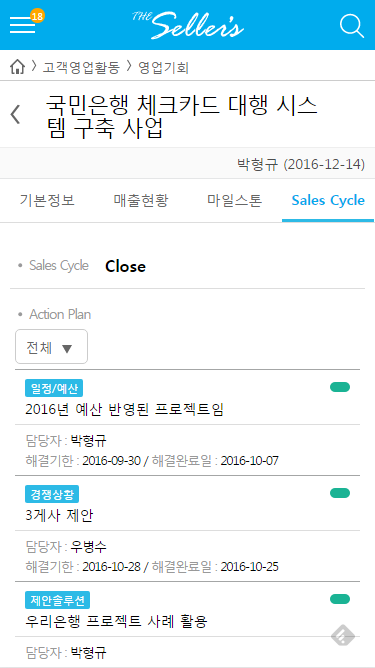 18
THE Seller's
고객영업활동 > 영업기회
국민은행 체크카드 대행 시스
템 구축 사업
박형규 (2016-12-14)
기본정보 매출현황 마일스톤 Sales Cycle
• Sales Cycle Close
• Action Plan
전체 ▼
일정/예산
2016년 예산 반영된 프로젝트임
담당자 : 박형규
해결기한 : 2016-09-30 / 해결완료일 : 2016-10-07
경쟁상황
3게사 제안
담당자 : 우병수
해결기한 : 2016-10-28 / 해결완료일 : 2016-10-25
제안솔루션
우리은행 프로젝트 사례 활용
담당자 : 박형규